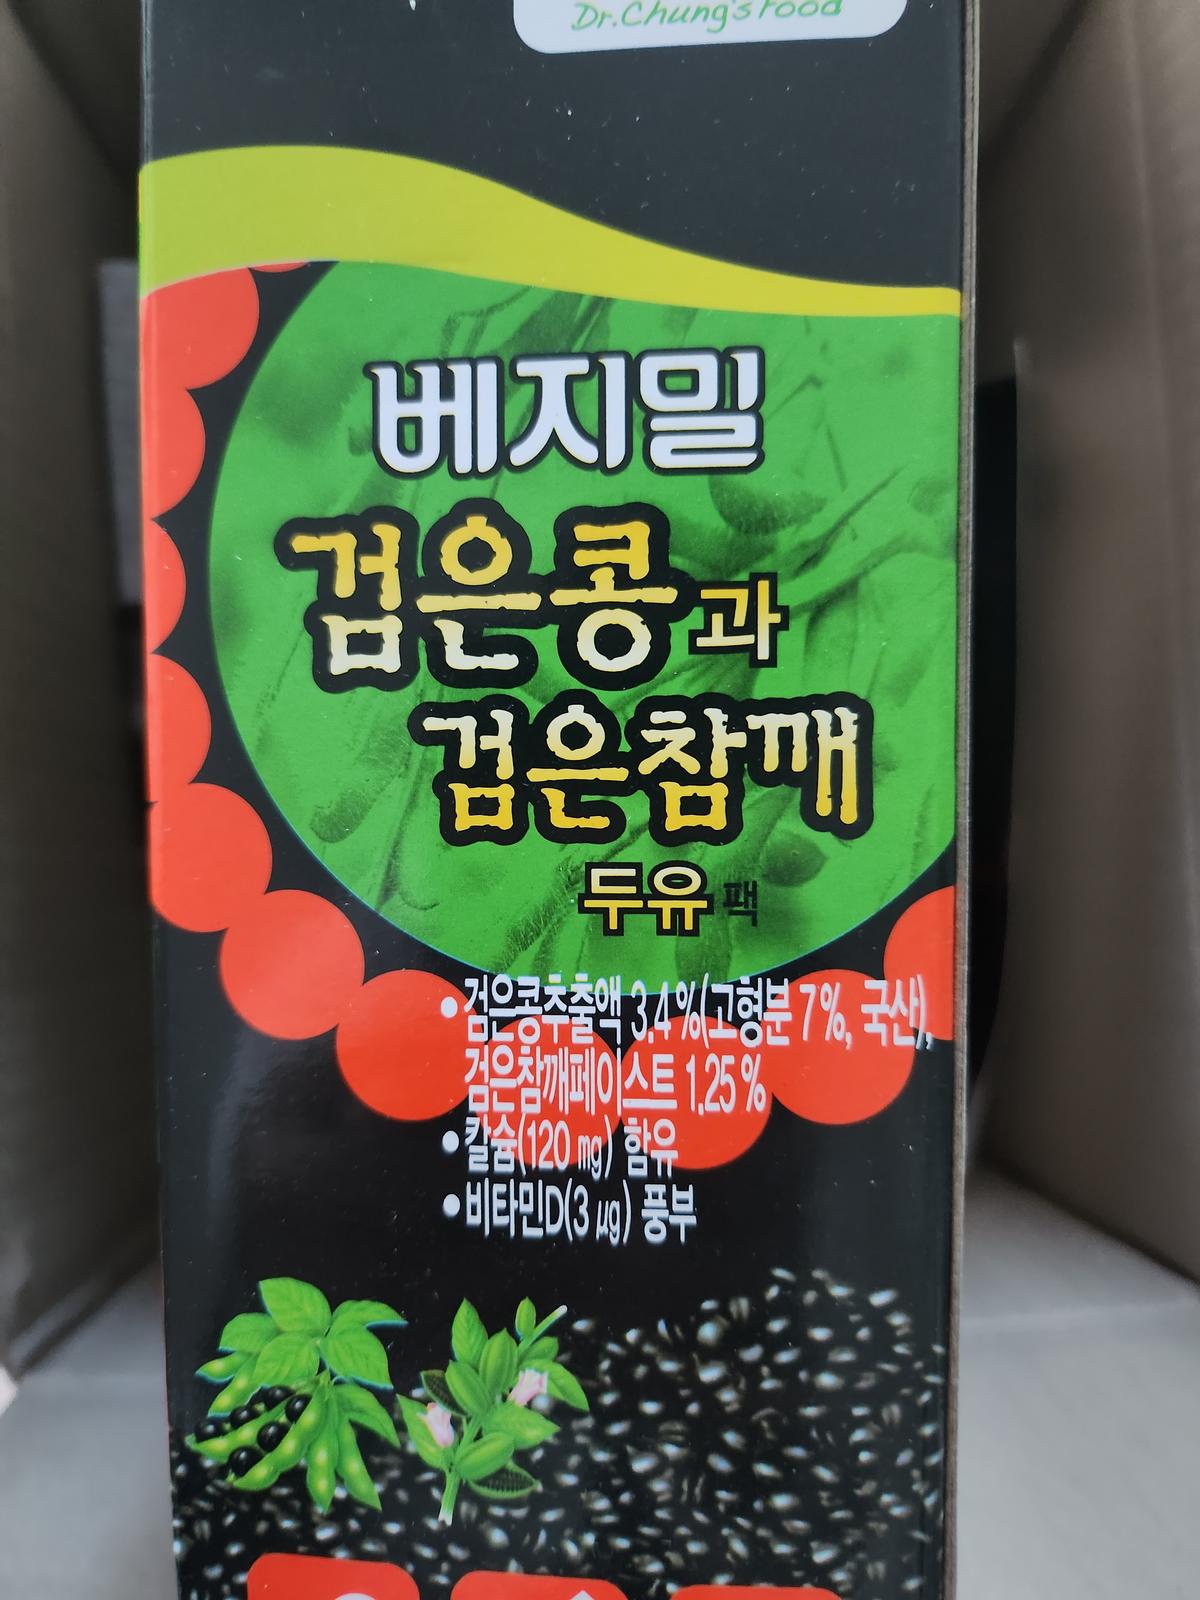 Dr.Chung's Food
베지밀
검은콩과
검은참깨
두유 팩
•검은콩추출액 3.4%(고형분 7%, 국산),
검은참깨페이스트 1.25%
•칼슘(120 mg) 함유
•비타민D(3 μg) 풍부